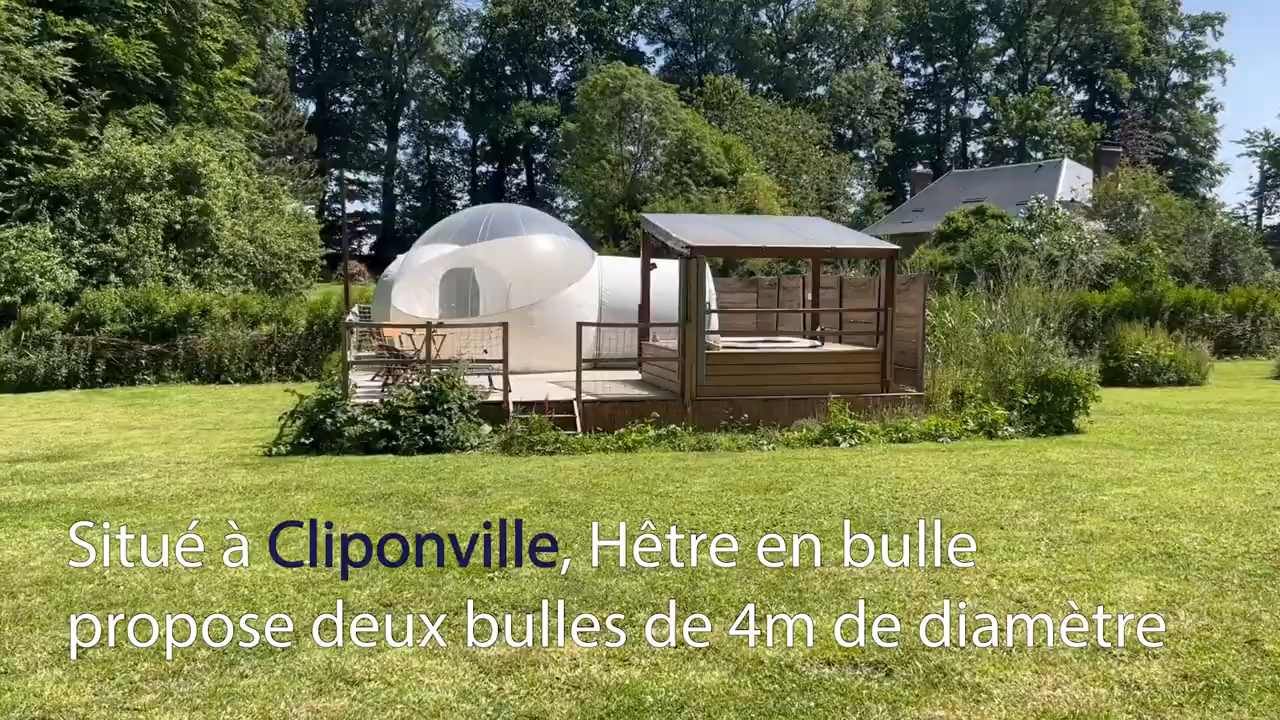 Situé à Cliponville, Hêtre en bulle
propose deux bulles de 4m de diamètre